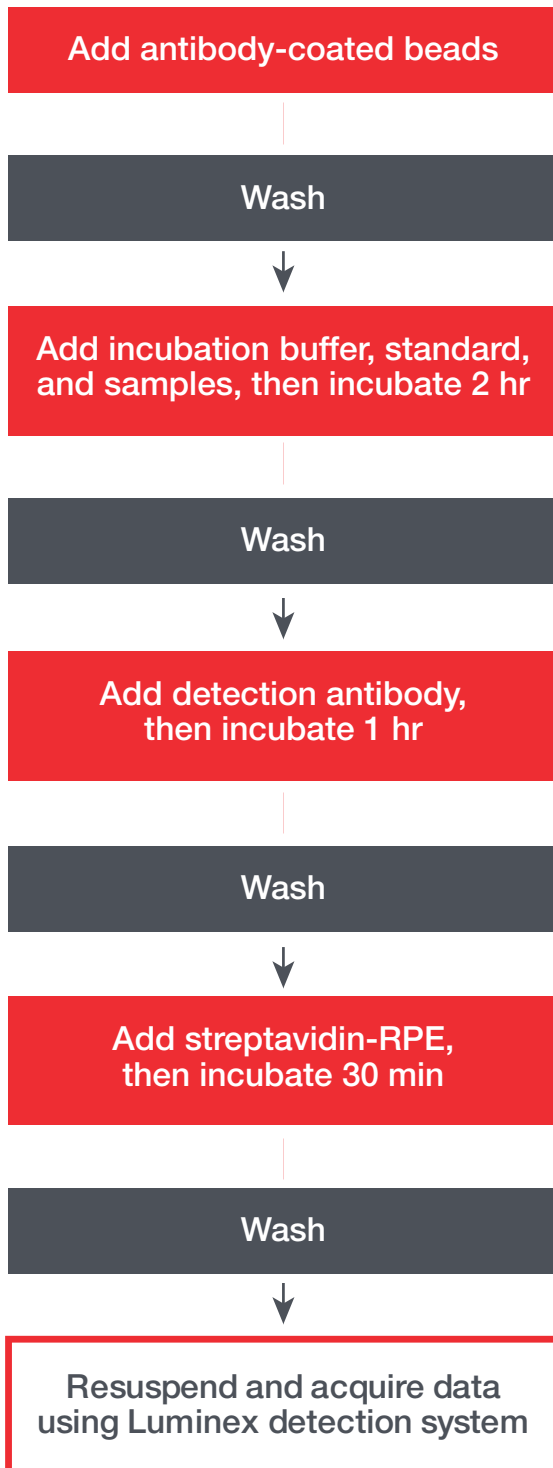 Add antibody-coated beads
Wash
Add incubation buffer, standard,
and samples, then incubate 2 hr
Wash
Add detection antibody,
then incubate 1 hr
Wash
Add streptavidin-RPE,
then incubate 30 min
Wash
Resuspend and acquire data
using Luminex detection system